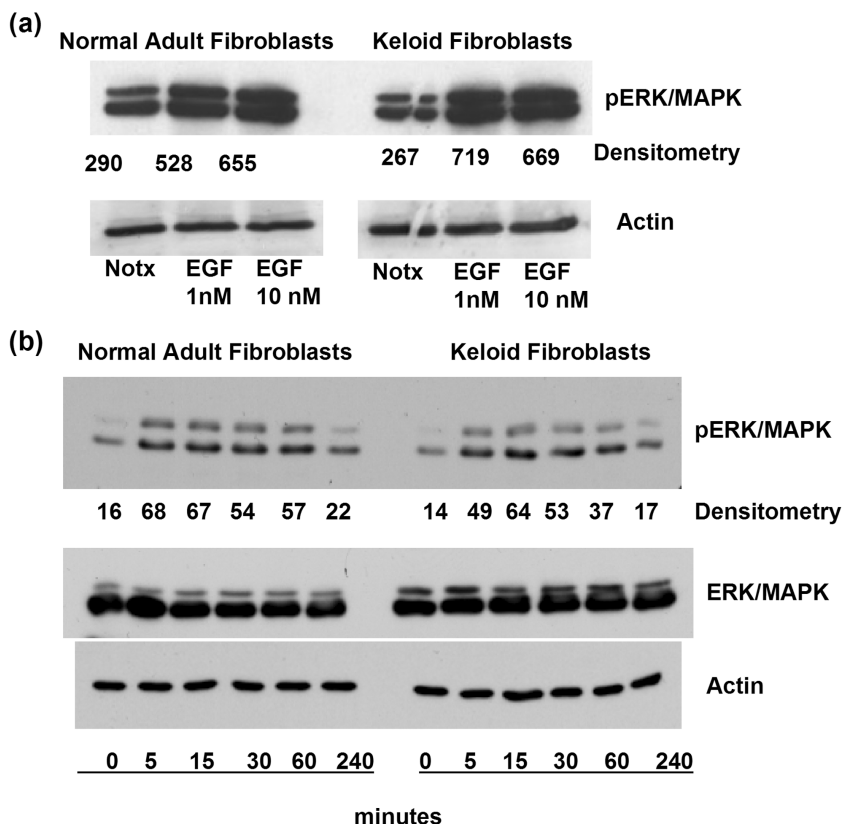 (a)
Normal Adult Fibroblasts Keloid Fibroblasts
pERK/MAPK
290 528 655 267 719 669 Densitometry
Actin
Notx EGF EGF Notx EGF EGF
1nM 10 nM 1nM 10 nM
(b)
Normal Adult Fibroblasts Keloid Fibroblasts
pERK/MAPK
16 68 67 54 57 22 14 49 64 53 37 17 Densitometry
ERK/MAPK
Actin
0 5 15 30 60 240 0 5 15 30 60 240
minutes